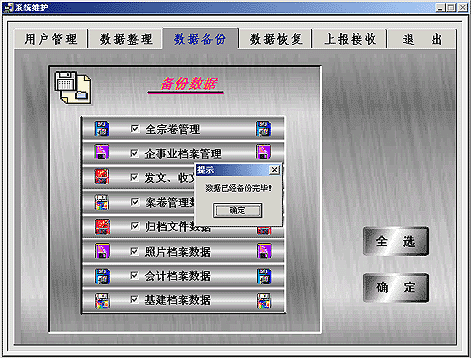 系统维护
用户管理 数据整理 数据备份 数据恢复 上报接收 退 出
备份数据
全宗卷管理
企事业档案管理
提示
发文、收文
数据已经备份完毕!
案卷管理数
确定
归档文件数据
照片档案数据
全 选
会计档案数据
确 定
基建档案数据